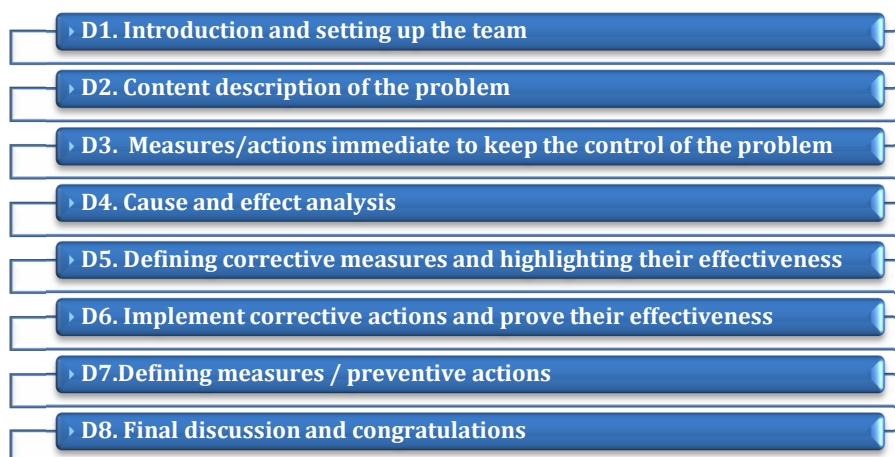 D1. Introduction and setting up the team
D2. Content description of the problem
D3. Measures/actions immediate to keep the control of the problem
D4. Cause and effect analysis
D5. Defining corrective measures and highlighting their effectiveness
D6. Implement corrective actions and prove their effectiveness
D7.Defining measures / preventive actions
D8. Final discussion and congratulations